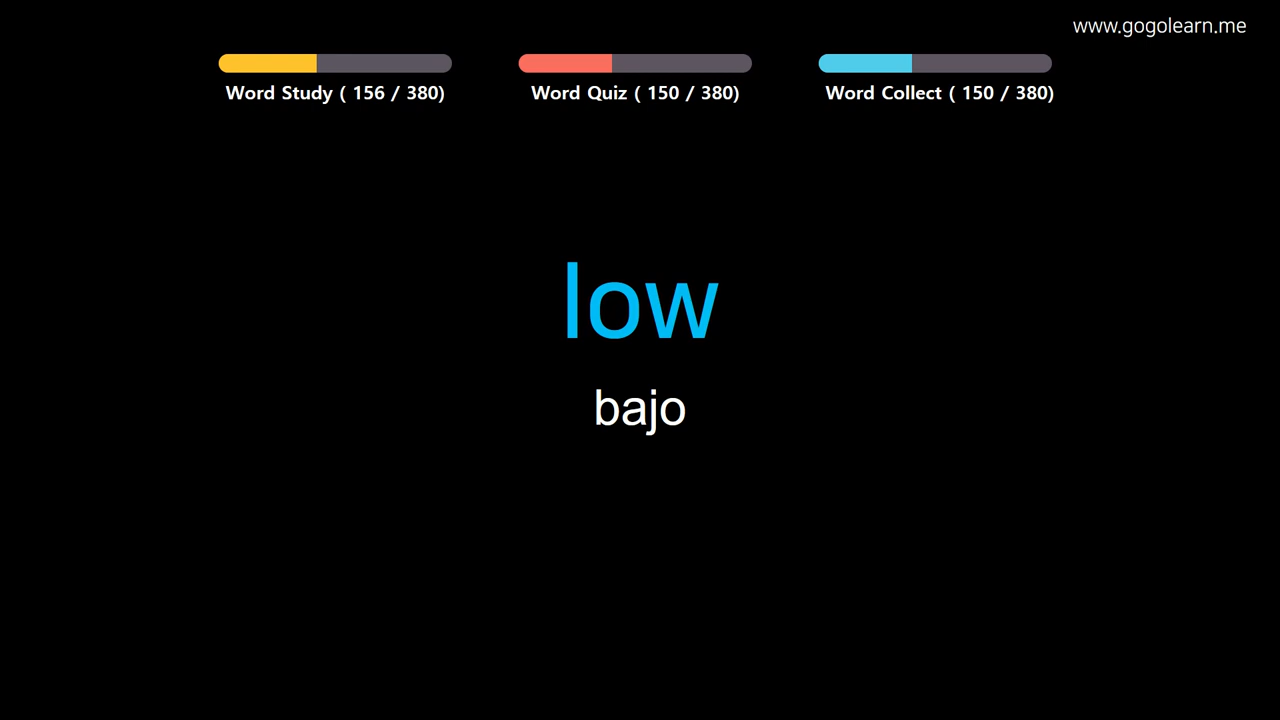 www.gogolearn.me
Word Study ( 156 / 380)
Word Quiz ( 150 / 380)
Word Collect ( 150 / 380)
low
bajo